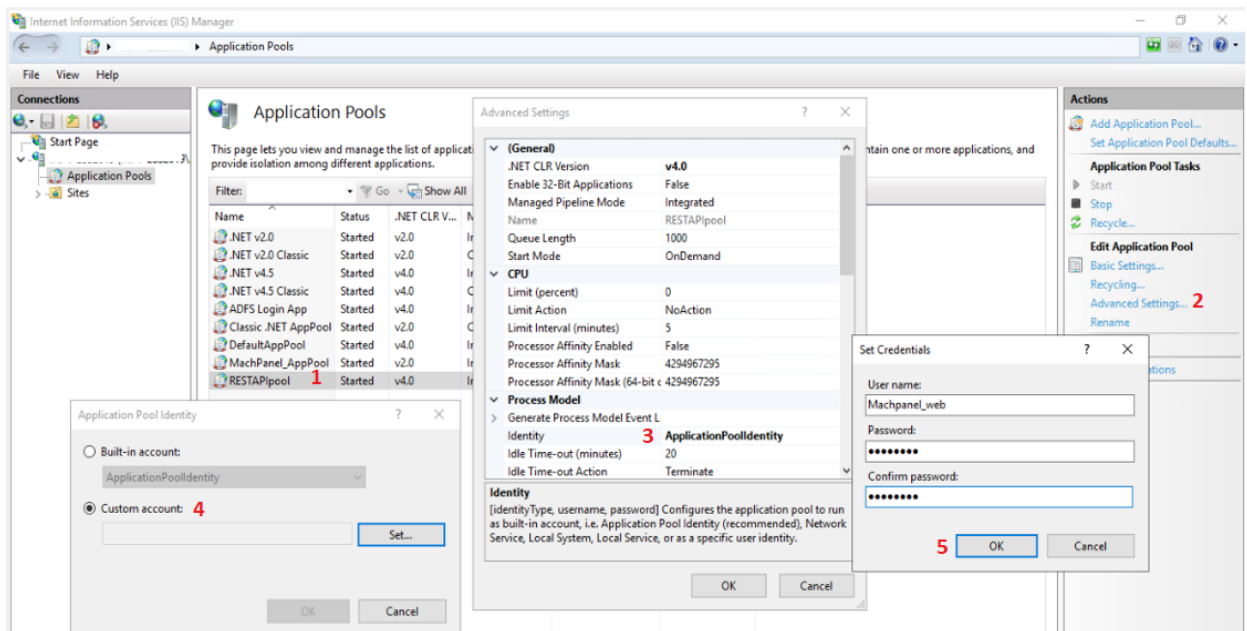 Internet Information Services (IIS) Manager
Application Pools
File View Help
Connections
Start Page
Application Pools
Sites
Application Pools
This page lets you view and manage the list of applicati
ntain one or more applications, and
provide isolation among different applications.
Filter: Go Show All
Name Status .NET CLR V...
.NET v2.0 Started v2.0 In
.NET v2.0 Classic Started v2.0 C
.NET v4.5 Started v4.0 In
.NET v4.5 Classic Started v4.0 C
ADFS Login App Started v4.0 In
Classic .NET AppPool Started v2.0 C
DefaultAppPool Started v4.0 In
MachPanel_AppPool Started v2.0 In
RESTAPIpool 1 Started v4.0 In
Application Pool Identity ?
Built-in account:
ApplicationPoolIdentity
Custom account: 4
Set...
OK Cancel
Advanced Settings ?
(General)
.NET CLR Version v4.0
Enable 32-Bit Applications False
Managed Pipeline Mode Integrated
Name RESTAPIpool
Queue Length 1000
Start Mode OnDemand
CPU
Limit (percent) 0
Limit Action NoAction
Limit Interval (minutes) 5
Processor Affinity Enabled False
Processor Affinity Mask 4294967295
Processor Affinity Mask (64-bit c 4294967295
Process Model
Generate Process Model Event L
Identity 3 ApplicationPoolIdentity
Idle Time-out (minutes) 20
Idle Time-out Action Terminate
Identity
[identityType, username, password] Configures the application pool to run
as built-in account, i.e. Application Pool Identity (recommended), Network
Service, Local System, Local Service, or as a specific user identity.
OK Cancel
Set Credentials ?
User name:
Machpanel_web
Password:
●●●●●●●●
Confirm password:
●●●●●●●●
5 OK Cancel
Actions
Add Application Pool...
Set Application Pool Defaults...
Application Pool Tasks
Start
Stop
Recycle...
Edit Application Pool
Basic Settings...
Recycling...
Advanced Settings... 2
Rename
ations